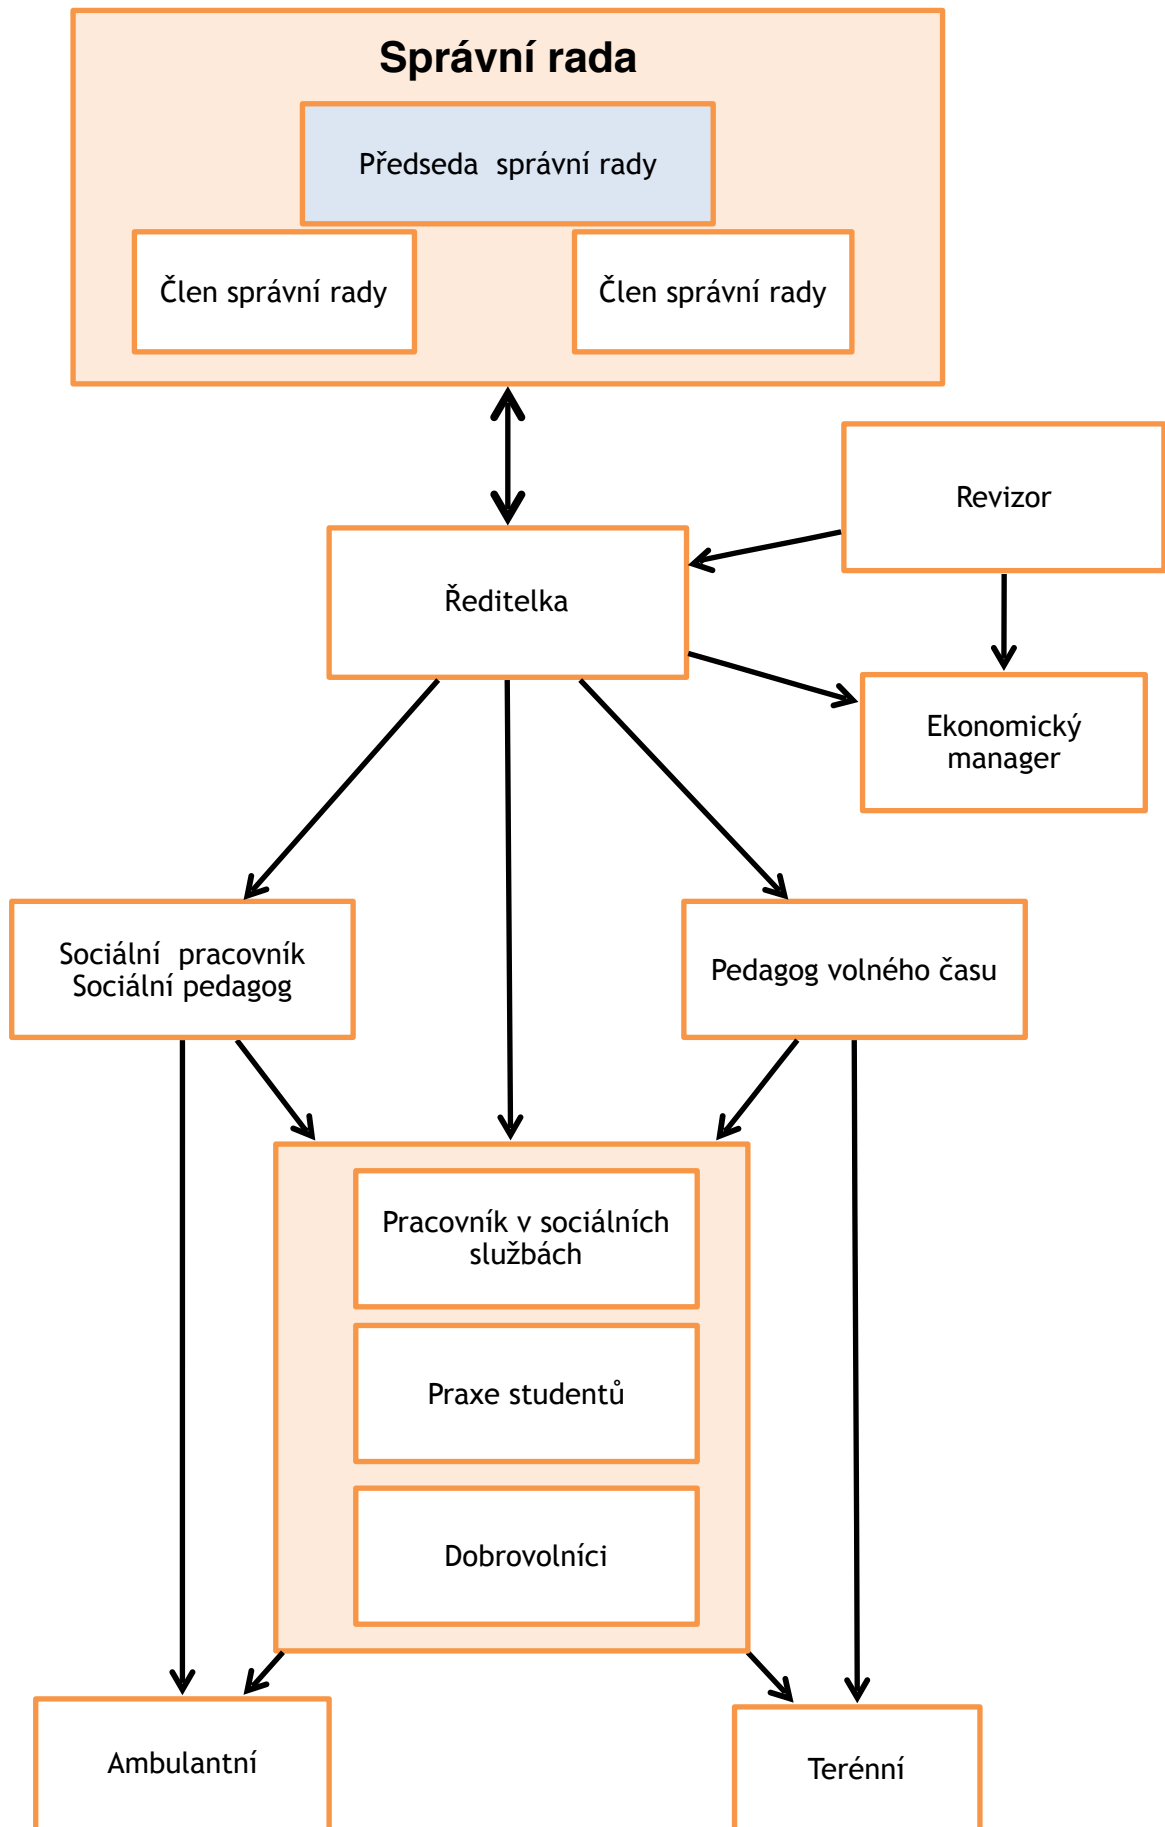 Správní rada
Předseda správní rady
Člen správní rady
Člen správní rady
Revizor
Ředitelka
Ekonomický
manager
Sociální pracovník
Sociální pedagog
Pedagog volného času
Pracovník v sociálních
službách
Praxe studentů
Dobrovolníci
Ambulantní
Terénní